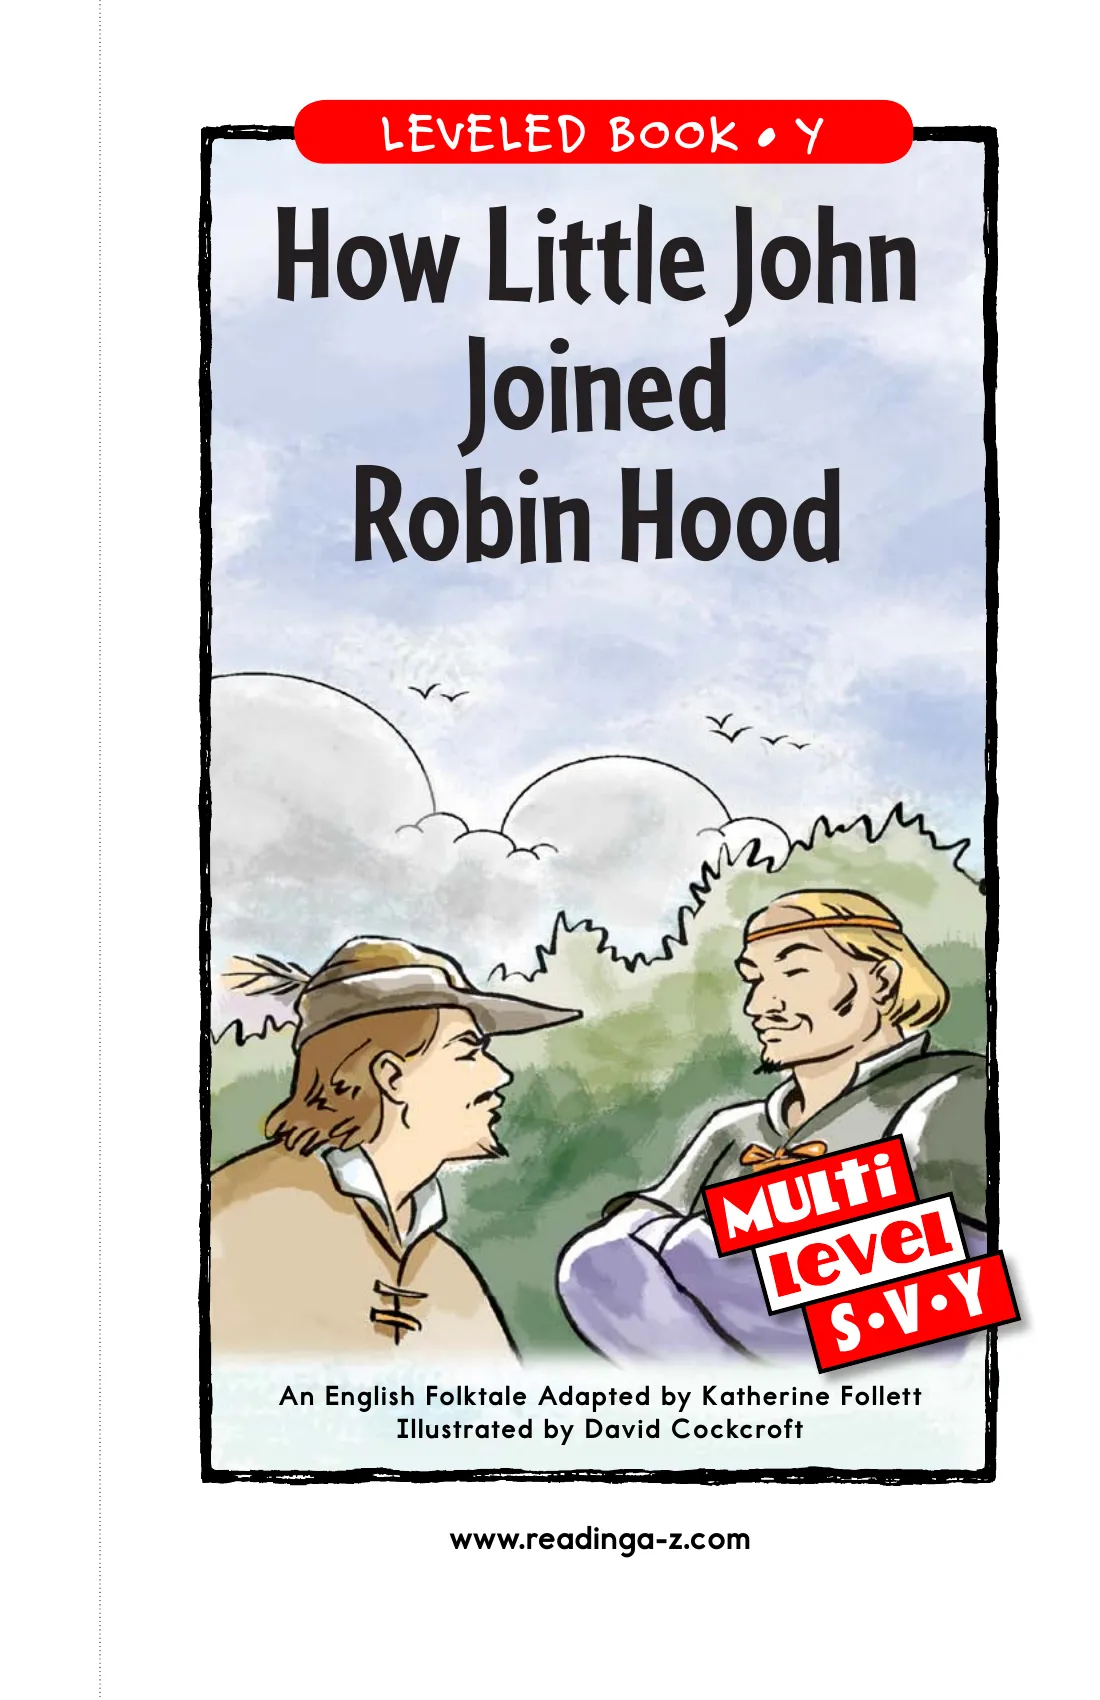 LEVELED BOOK • Y
How Little John
Joined
Robin Hood
Multi
level
S•V•Y
An English Folktale Adapted by Katherine Follett
Illustrated by David Cockcroft
www.readinga-z.com